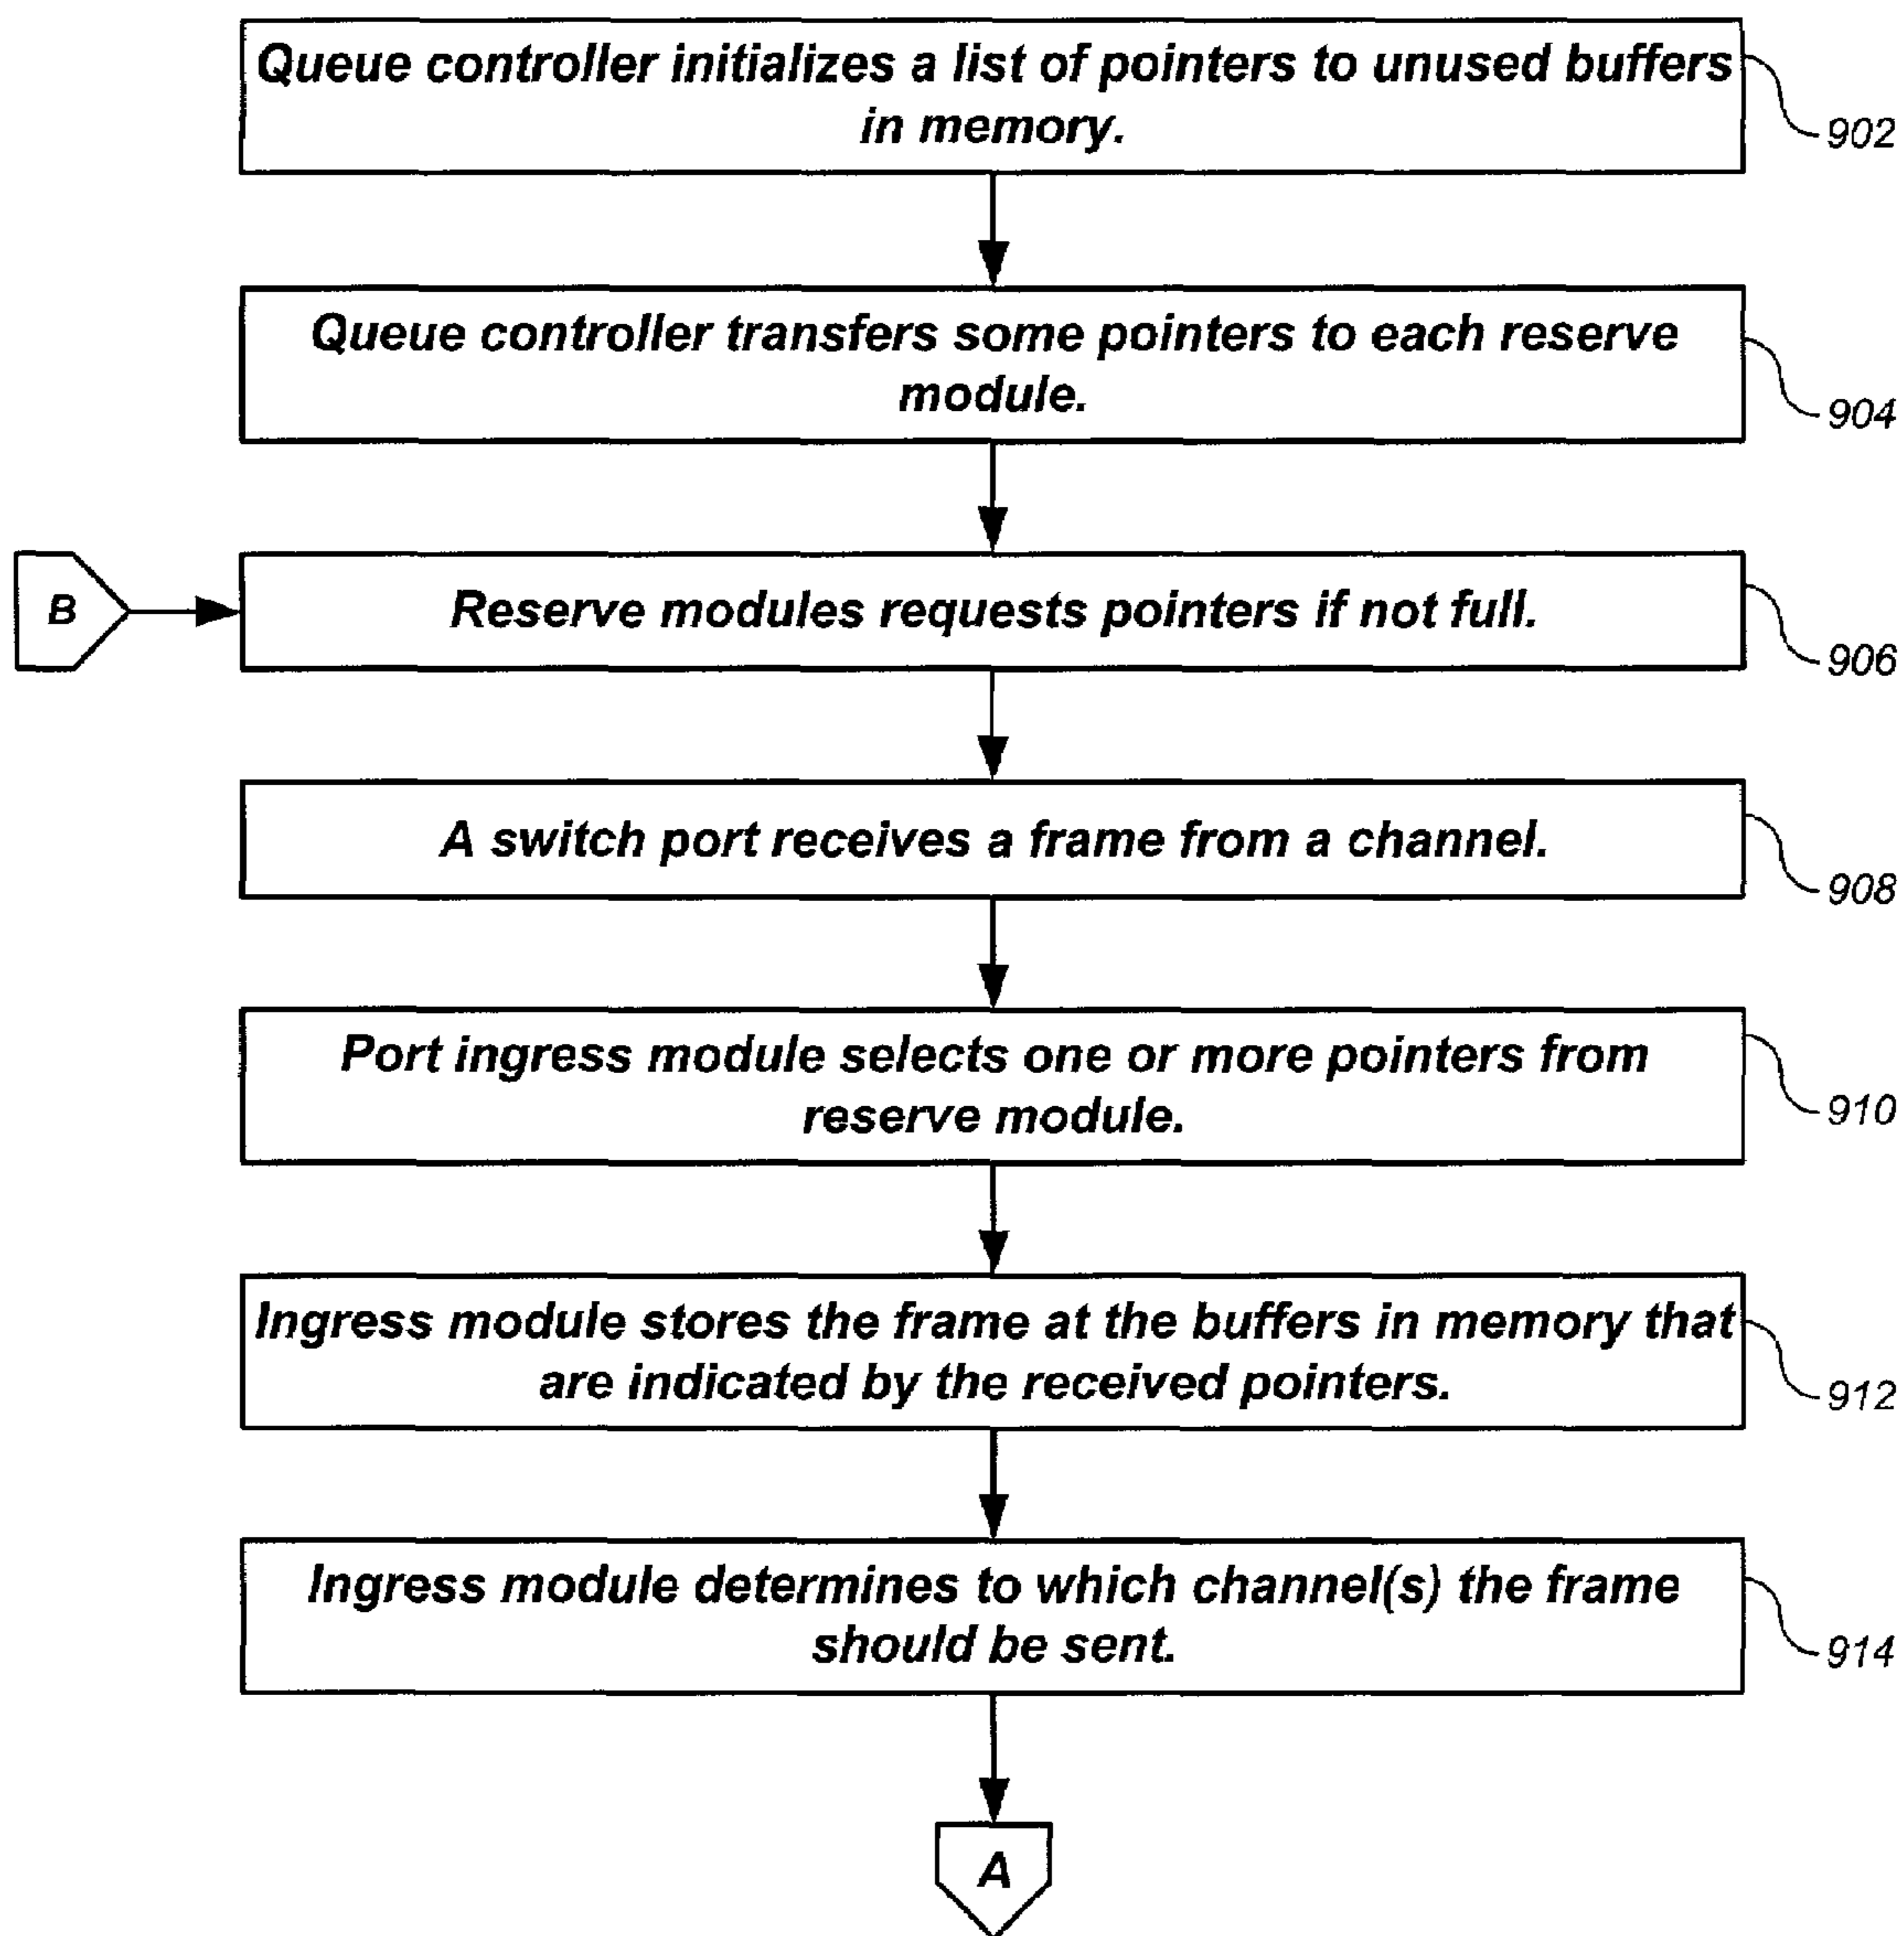 Queue controller initializes a list of pointers to unused buffers
in memory.
902
Queue controller transfers some pointers to each reserve
module.
904
B
Reserve modules requests pointers if not full.
906
A switch port receives a frame from a channel.
908
Port ingress module selects one or more pointers from
reserve module.
910
Ingress module stores the frame at the buffers in memory that
are indicated by the received pointers.
912
Ingress module determines to which channel(s) the frame
should be sent.
914
A